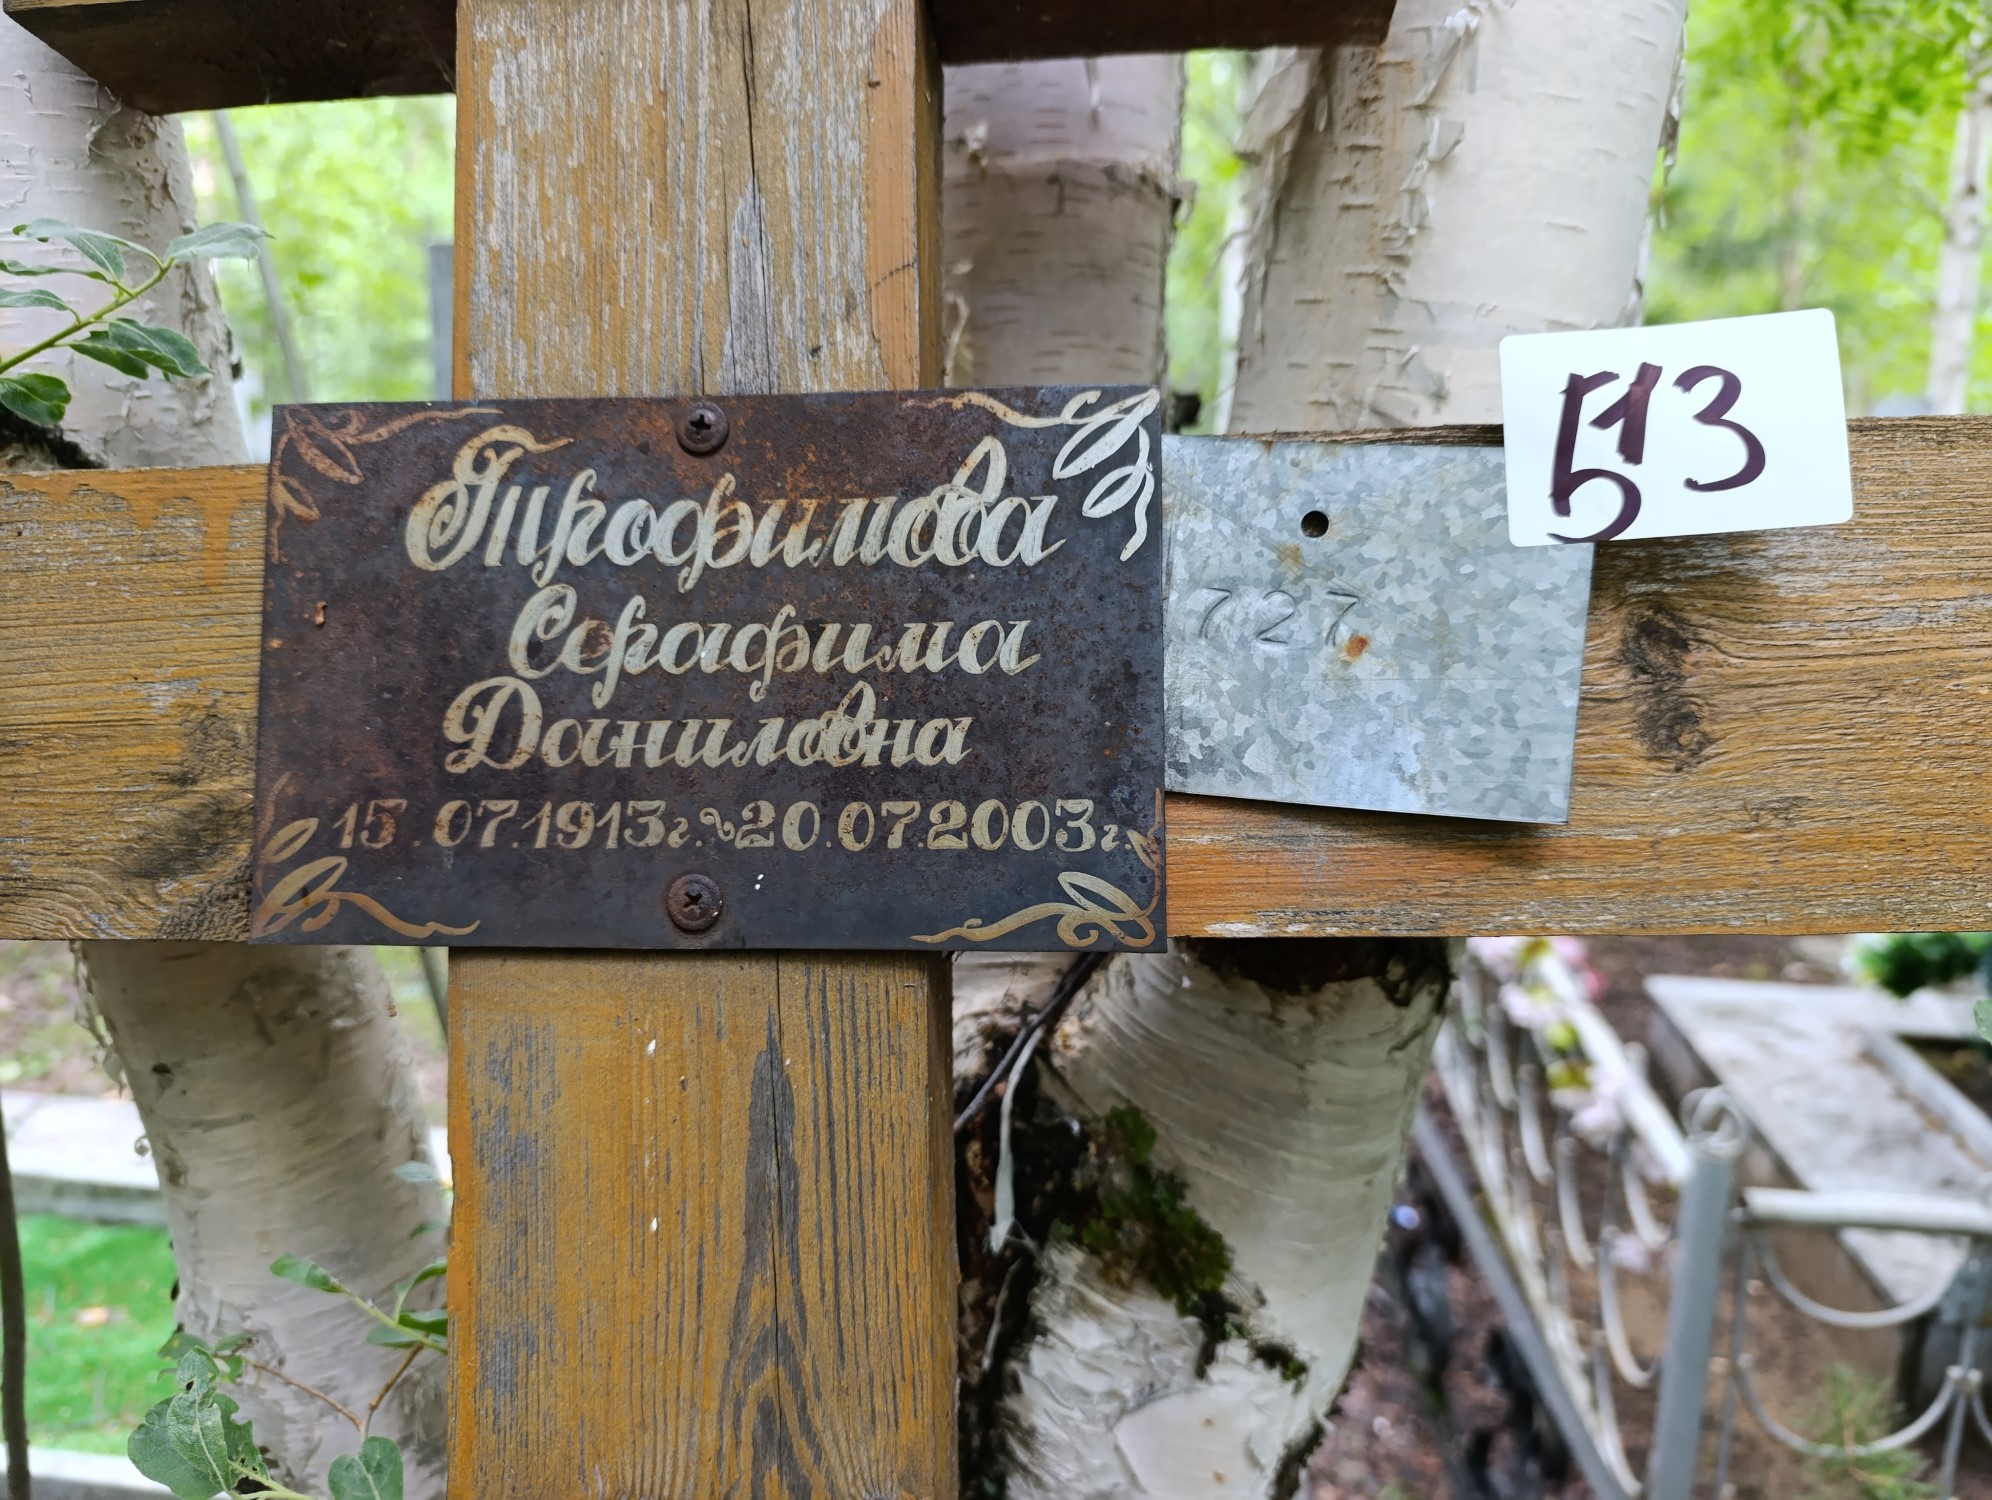 Трофимова
Серафима
Даниловна
15.07.1913г.~20.07.2003г.
727
513